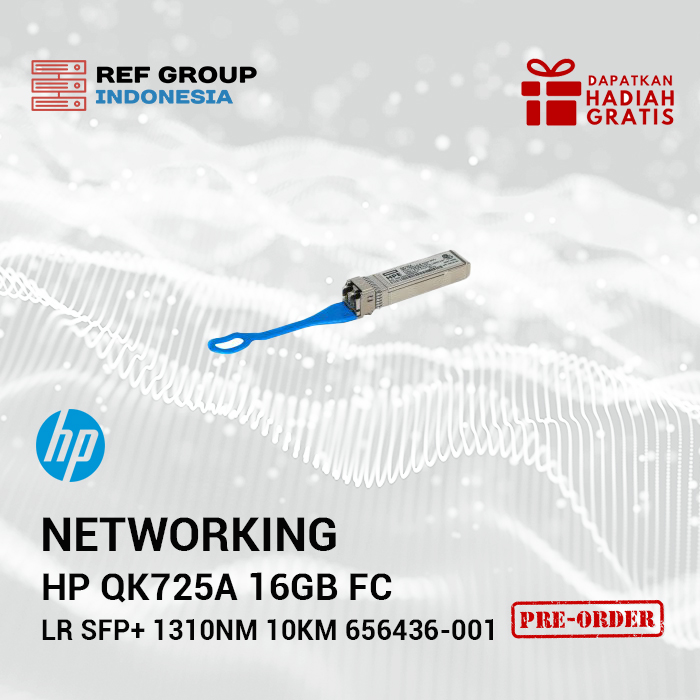 REF GROUP
INDONESIA
DAPATKAN
HADIAH
GRATIS
HPE
hp
NETWORKING
HP QK725A 16GB FC
LR SFP+ 1310NM 10KM 656436-001
PRE-ORDER